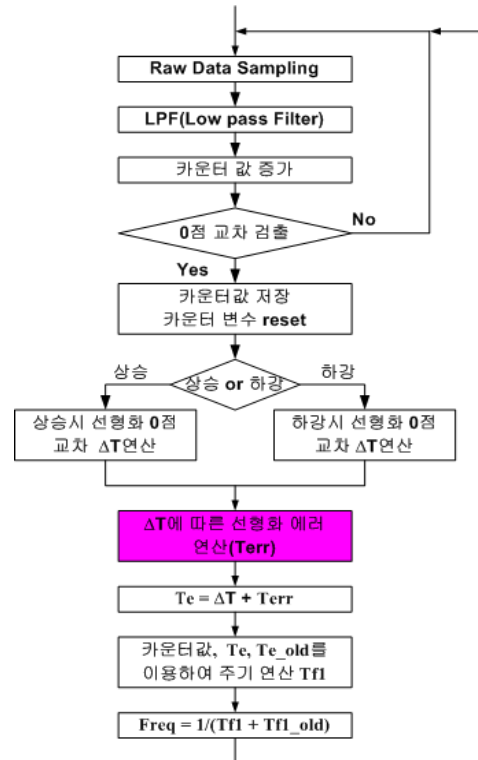 Raw Data Sampling
LPF(Low pass Filter)
카운터 값 증가
No
0점 교차 검출
Yes
카운터값 저장
카운터 변수 reset
상승
하강
상승 or 하강
상승시 선형화 0점
교차 ΔT연산
하강시 선형화 0점
교차 ΔT연산
ΔT에 따른 선형화 에러
연산(Terr)
Te = ΔT + Terr
카운터값, Te, Te_old를
이용하여 주기 연산 Tf1
Freq = 1/(Tf1 + Tf1_old)